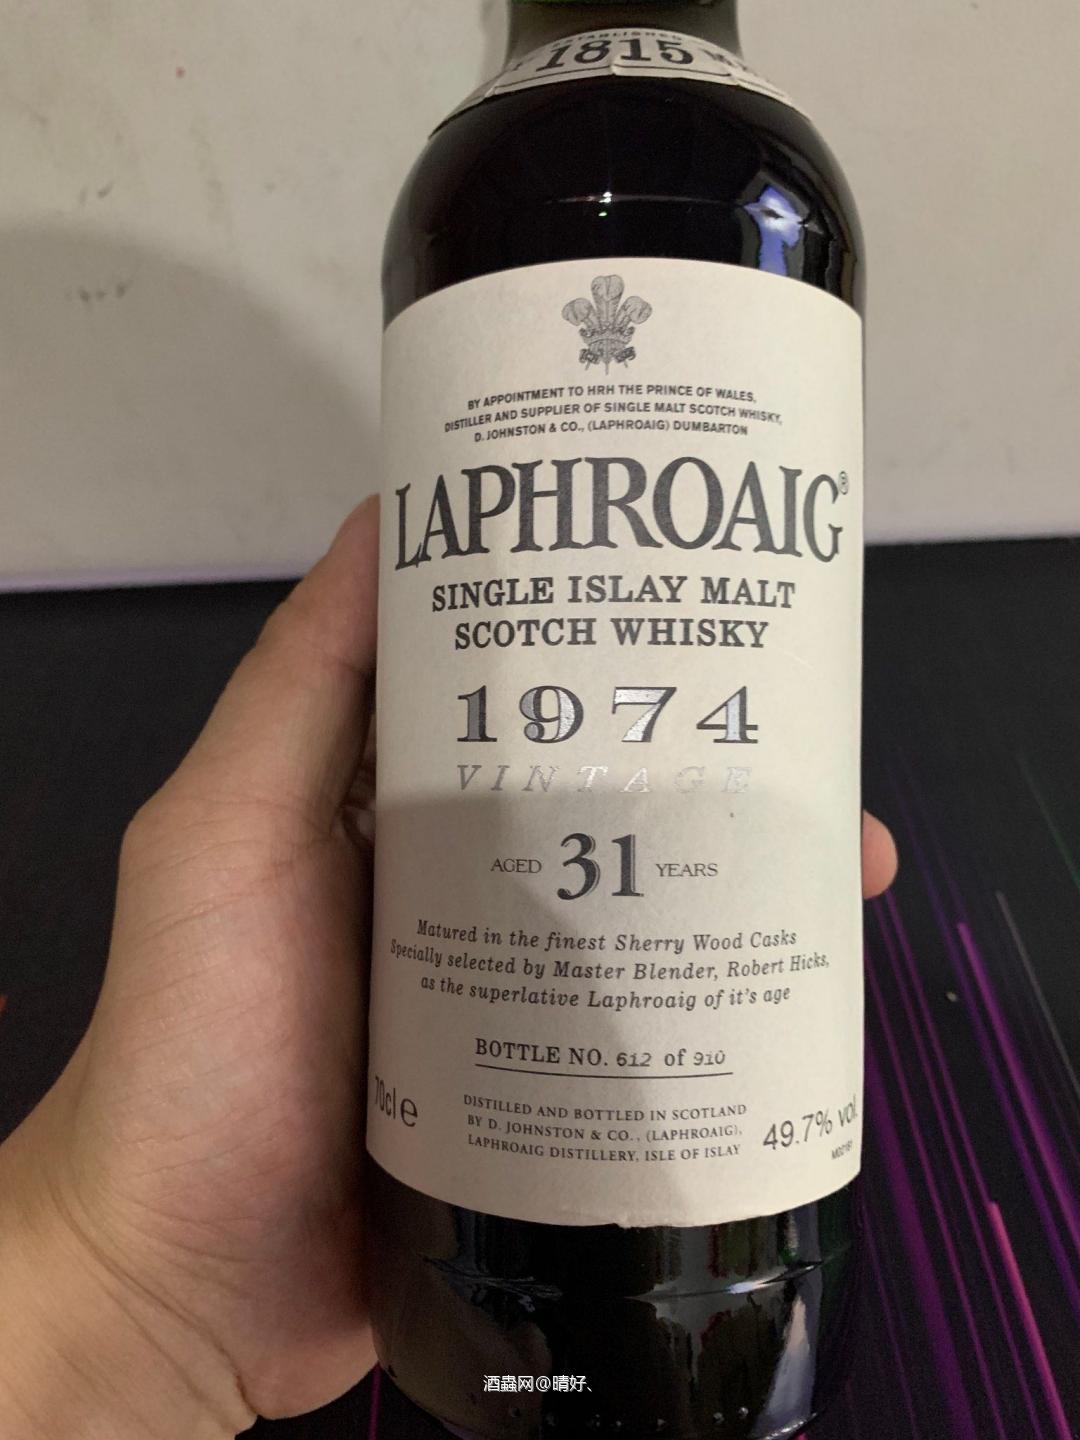 ESTABLISHED
1815
BY APPOINTMENT TO HRH THE PRINCE OF WALES,
DISTILLER AND SUPPLIER OF SINGLE MALT SCOTCH WHISKY,
D. JOHNSTON & CO., (LAPHROAIG) DUMBARTON
LAPHROAIG®
SINGLE ISLAY MALT
SCOTCH WHISKY
1974
VINTAGE
AGED 31 YEARS
Matured in the finest Sherry Wood Casks
Specially selected by Master Blender, Robert Hicks,
as the superlative Laphroaig of it's age
BOTTLE NO. 612 of 910
70cl e
DISTILLED AND BOTTLED IN SCOTLAND
BY D. JOHNSTON & CO., (LAPHROAIG),
LAPHROAIG DISTILLERY, ISLE OF ISLAY
49.7% vol.
酒蟲网@晴好、